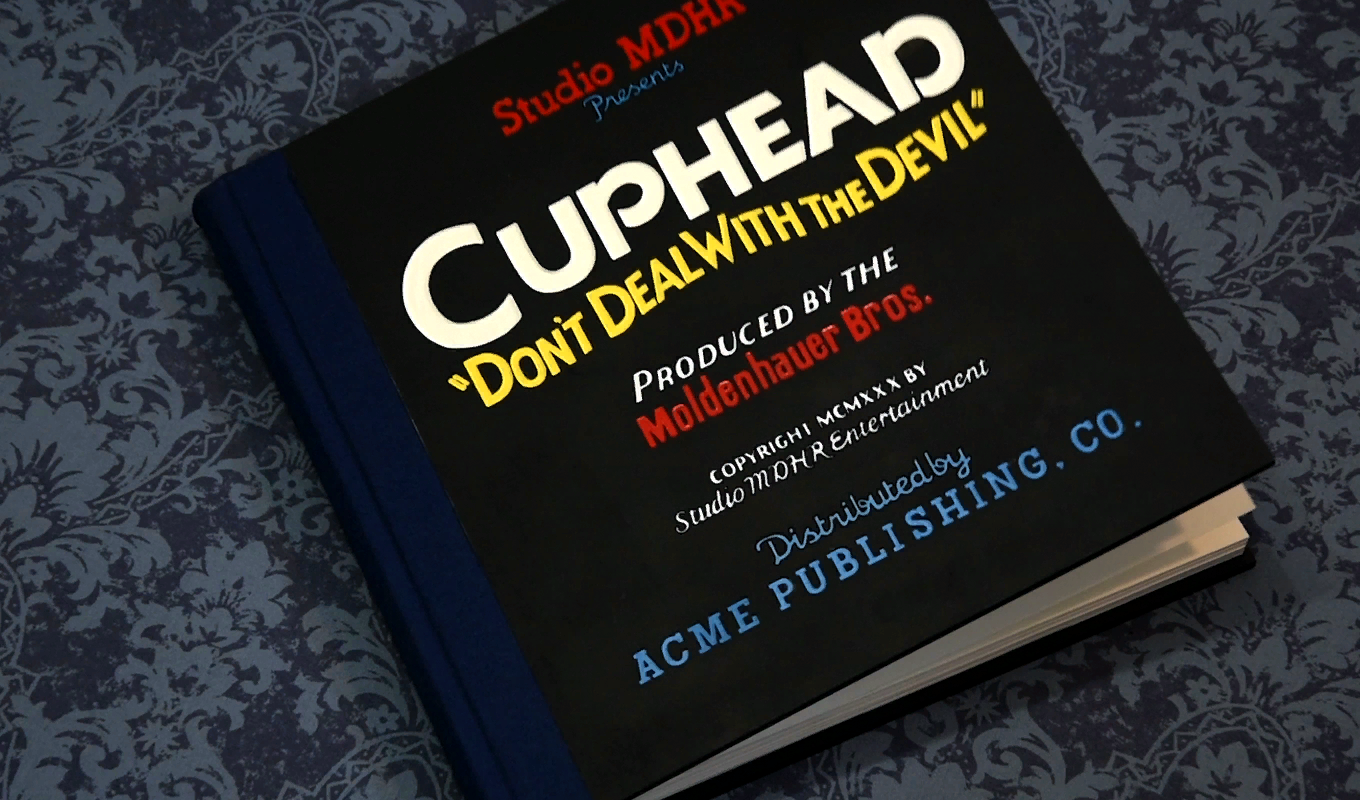 Studio MDHR
Presents
CUPHEAD
"DON'T DEAL WITH THE DEVIL"
PRODUCED BY THE
Moldenhauer Bros.
COPYRIGHT MCMXXX BY
Studio MDHR Entertainment
Distributed by
ACME PUBLISHING, CO.